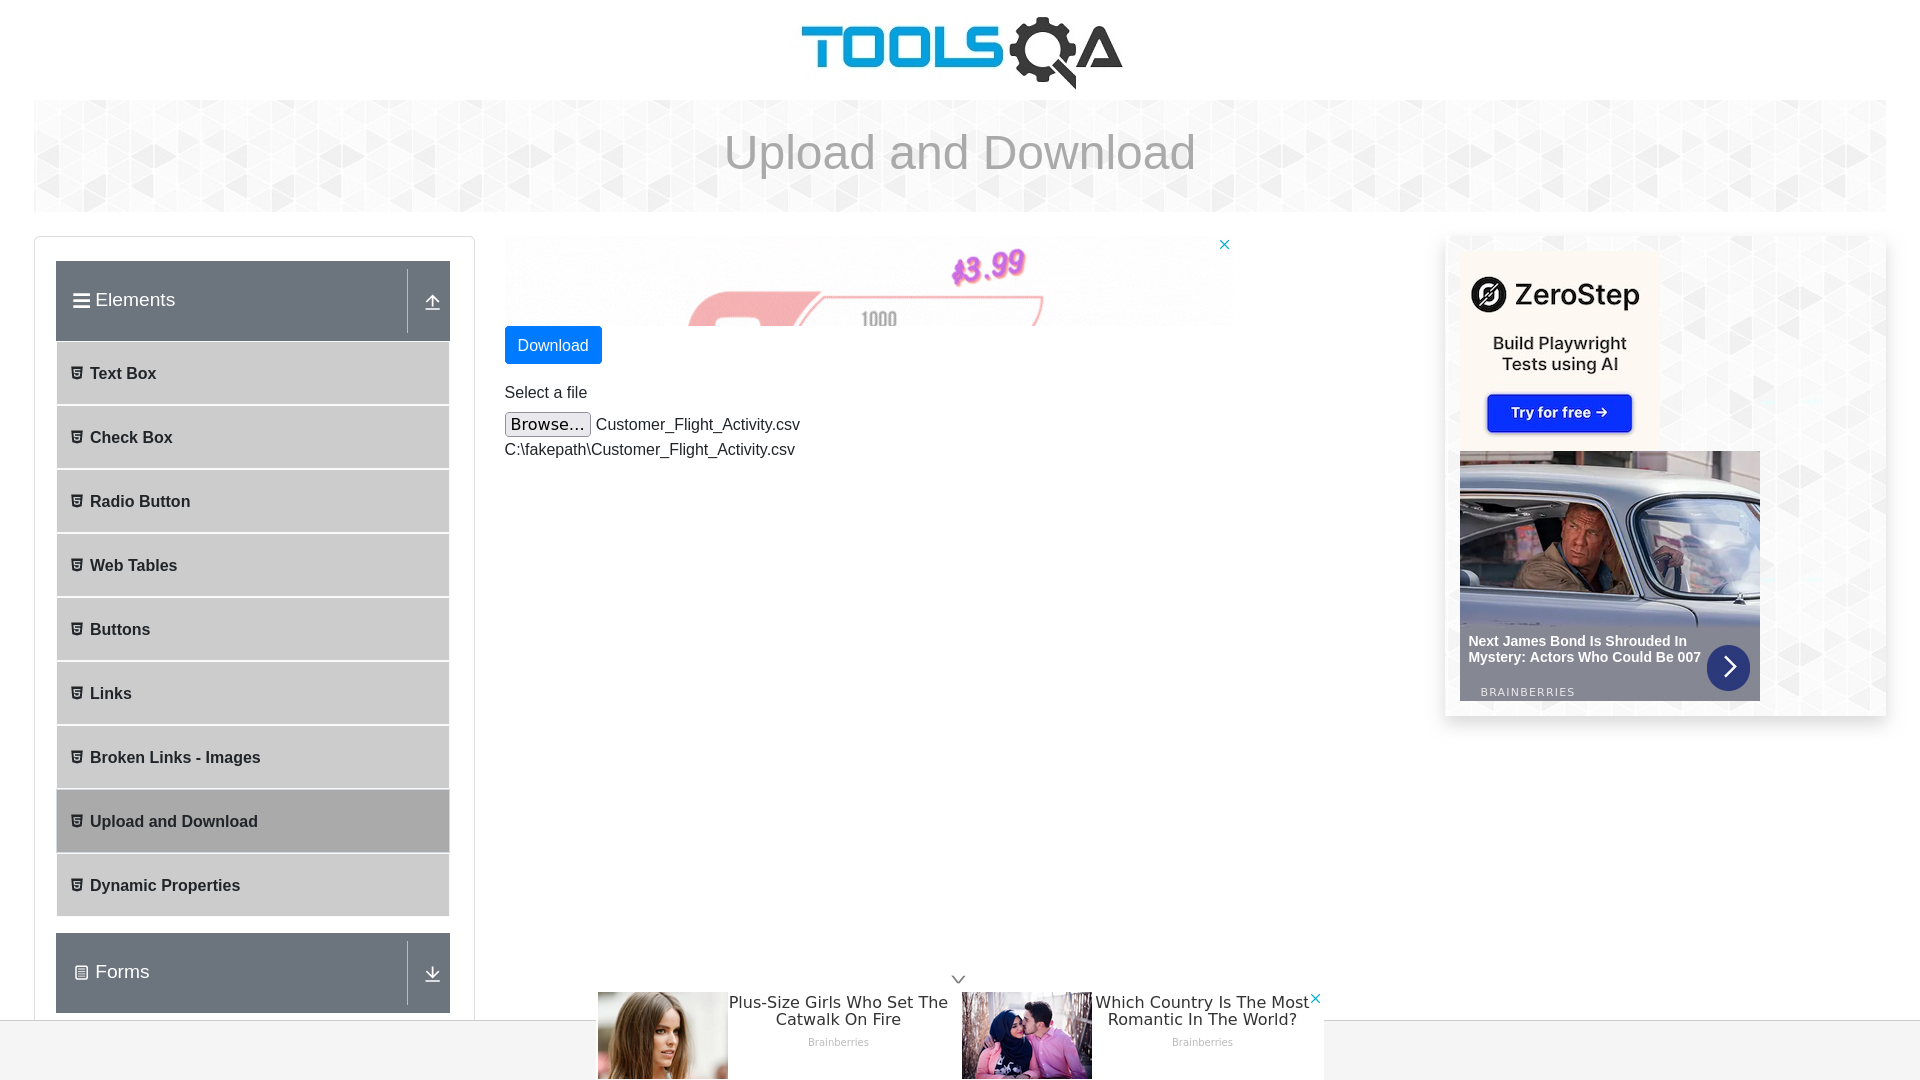 TOOLSQA
Upload and Download
Elements
Text Box
Check Box
Radio Button
Web Tables
Buttons
Links
Broken Links - Images
Upload and Download
Dynamic Properties
Forms
$3.99
1000
Download
Select a file
Browse... Customer_Flight_Activity.csv
C:\fakepath\Customer_Flight_Activity.csv
ZeroStep
Build Playwright
Tests using AI
Try for free →
Next James Bond Is Shrouded In
Mystery: Actors Who Could Be 007
BRAINBERRIES
Plus-Size Girls Who Set The
Catwalk On Fire
Brainberries
Which Country Is The Most
Romantic In The World?
Brainberries